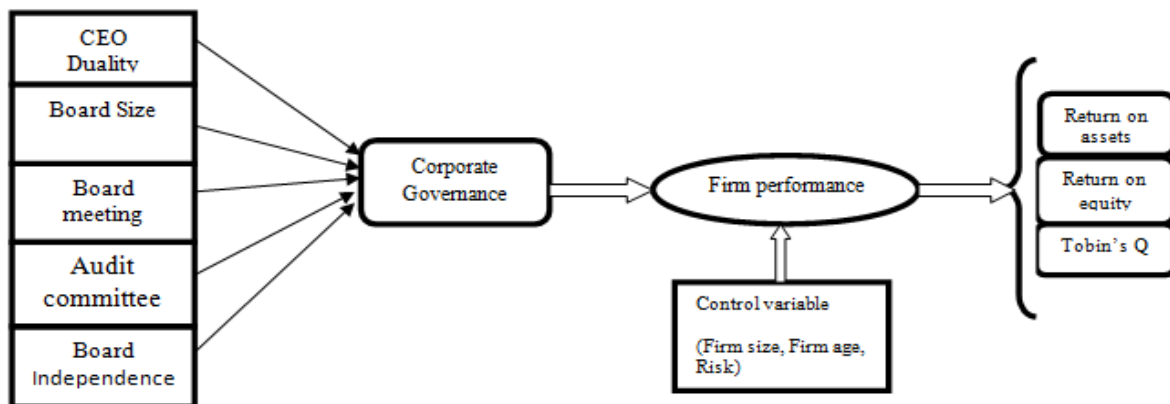 CEO
Duality
Board Size
Board
meeting
Audit
committee
Board
Independence
Corporate
Governance
Firm performance
Control variable
(Firm size, Firm age,
Risk)
Return on
assets
Return on
equity
Tobin’s Q